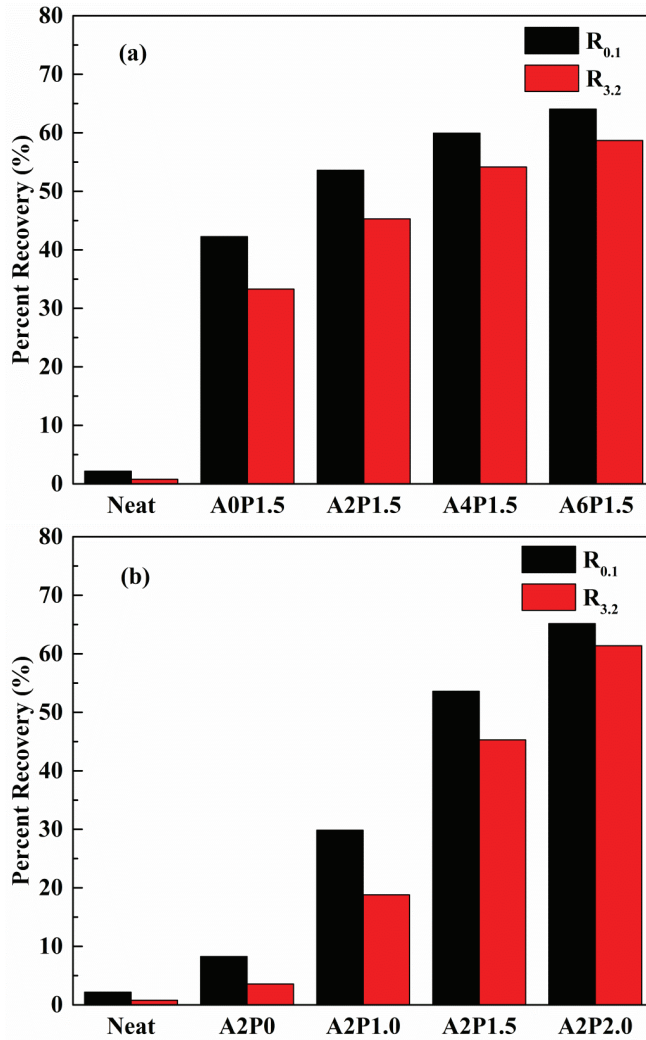 80
(a)
R0.1
R3.2
70
60
50
40
30
20
10
0
Percent Recovery (%)
Neat A0P1.5 A2P1.5 A4P1.5 A6P1.5
80
(b)
R0.1
R3.2
70
60
50
40
30
20
10
0
Percent Recovery (%)
Neat A2P0 A2P1.0 A2P1.5 A2P2.0